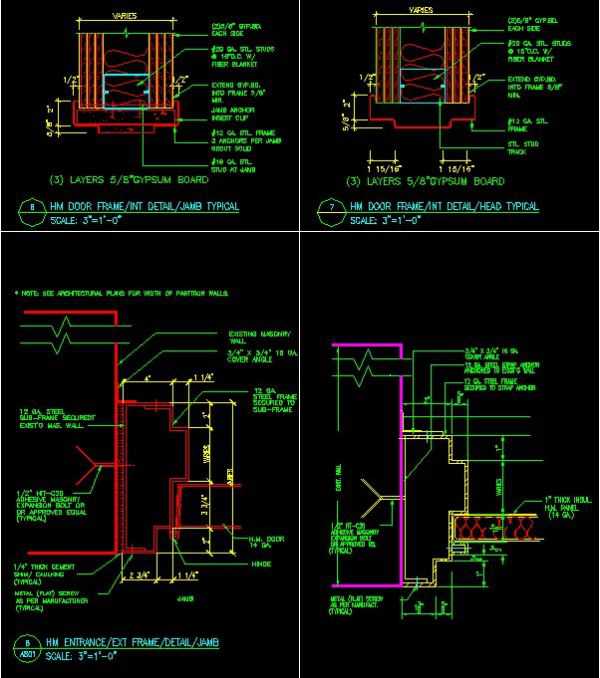 VARIES
(2)5/8" GYP.BD.
EACH SIDE
#20 GA. STL. STUDS
@ 16"O.C. W/
FIBER BLANKET
1/2"
1/2"
EXTEND GYP.BD.
INTO FRAME 5/8"
MIN.
2"
5/8"
JAMB ANCHOR
INSERT CLIP
#12 GA. STL. FRAME
3 ANCHORS PER JAMB
GROUT SOLID
#16 GA. STL.
STUD AT JAMB
(3) LAYERS 5/8"GYPSUM BOARD
HM DOOR FRAME/INT DETAIL/JAMB TYPICAL
SCALE: 3"=1'-0"
VARIES
(2)5/8" GYP.BD.
EACH SIDE
#20 GA. STL. STUDS
@ 16"O.C. W/
FIBER BLANKET
1/2"
1/2"
EXTEND GYP.BD.
INTO FRAME 5/8"
MIN.
2"
5/8"
#12 GA. STL.
FRAME
STL. STUD
TRACK
1 15/16"
1 15/16"
(3) LAYERS 5/8"GYPSUM BOARD
7
HM DOOR FRAME/INT DETAIL/HEAD TYPICAL
SCALE: 3"=1'-0"
* NOTE: SEE ARCHITECTURAL PLANS FOR WIDTH OF PARTITION WALLS.
EXISTING MASONRY
WALL
3/4" X 3/4" 16 GA.
COVER ANGLE
4"
1 1/4"
12 GA.
STEEL FRAME
SECURED TO
SUB-FRAME
12 GA. STEEL
SUB-FRAME SECURED
EXIST'G MAS. WALL.
2"
VARIES
VARIES
3 3/4"
2"
1/2" HIT-C20
ADHESIVE MASONRY
EXPANSION BOLT OR
OR APPROVED EQUAL
(TYPICAL)
H.M. DOOR
14 GA.
HINGE
1/4" THICK CEMENT
SHIM/ CAULKING
(TYPICAL)
2 3/4"
1 1/4"
METAL (FLAT) SCREW
AS PER MANUFACTURER
(TYPICAL)
JAMB
A501
HM ENTRANCE/EXT FRAME/DETAIL/JAMB
SCALE: 3"=1'-0"
3/4" X 3/4" 16 GA.
COVER ANGLE
12 GA. STEEL STRAP ANCHOR
ANCHORED TO EXIST'G WALL
12 GA. STEEL FRAME
SECURED TO STRAP ANCHOR
EXIST. WALL
VARIES
1" THICK INSUL.
H.M. PANEL
(14 GA.)
1/2" HIT-C20
ADHESIVE MASONRY
EXPANSION BOLT
OR APPROVED EQ.
(TYPICAL)
METAL (FLAT) SCREW
AS PER MANUFACT.
(TYPICAL)